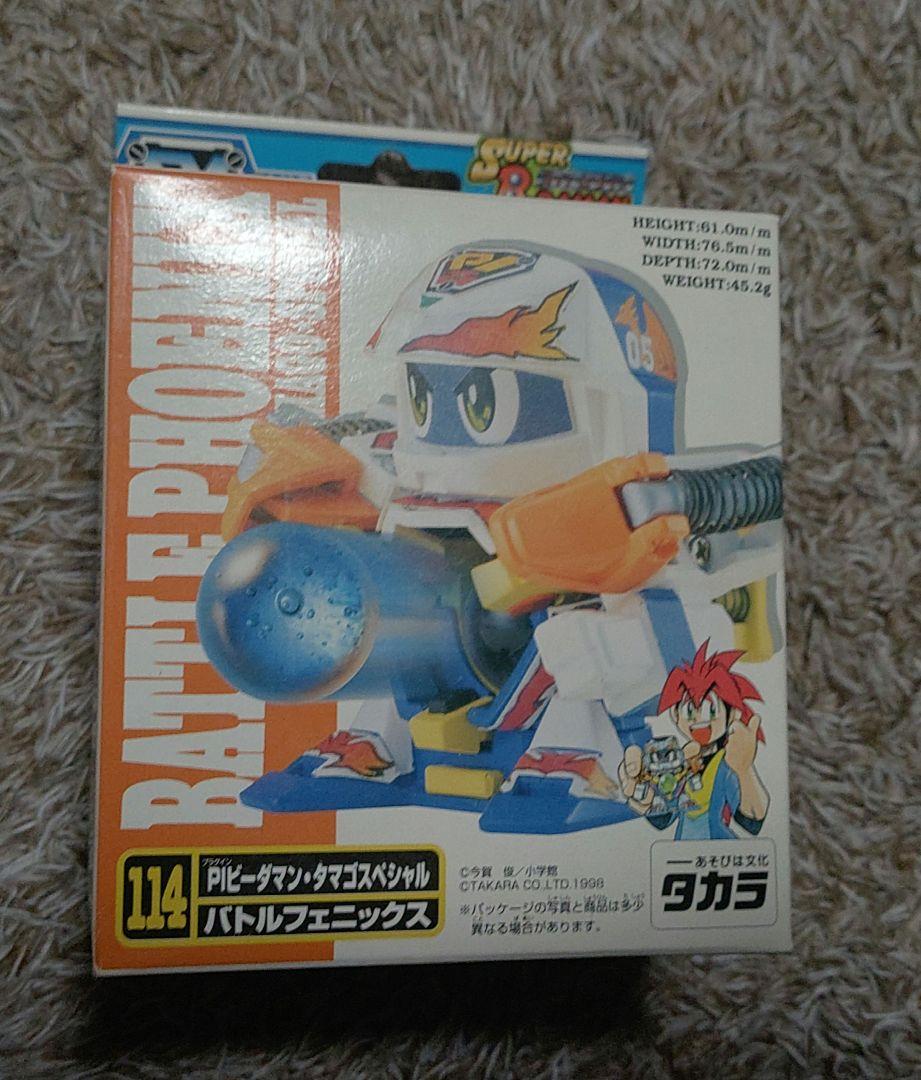 SUPER
HEIGHT:61.0m/m
WIDTH:76.5m/m
DEPTH:72.0m/m
WEIGHT:45.2g
BATTLE PHOENIX
PI
05
114
プラグイン
PIビーダマン・タマゴスペシャル
バトルフェニックス
©今賀 俊／小学館
©TAKARA CO.,LTD.1998
※パッケージの写真と商品は多少
異なる場合があります。
あそびは文化
タカラ